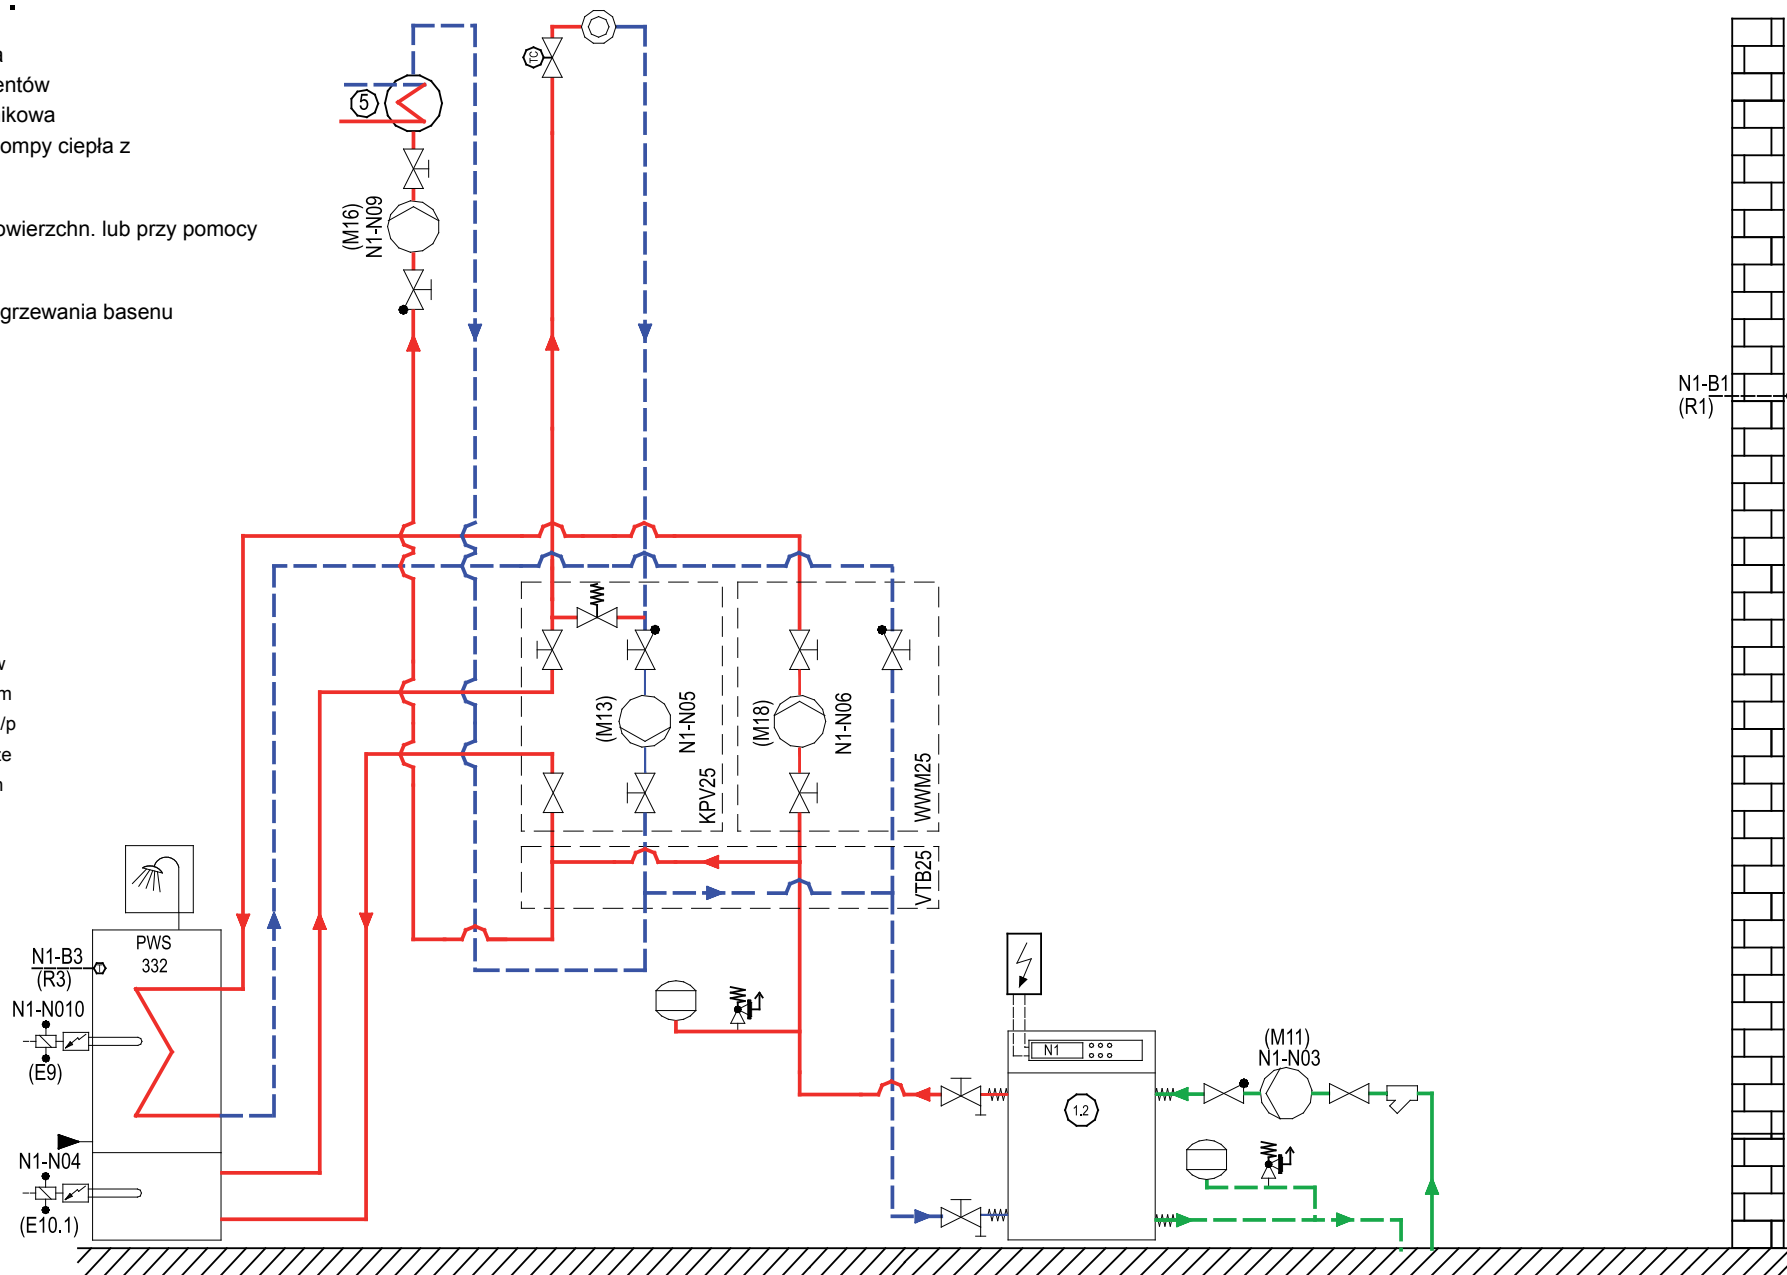 a
entów
ikowa
ompy ciepła z
owierzchn. lub przy pomocy
grzewania basenu
w
m
/p
te
n
5
TC
(M16)
N1-N09
N1-B1
(R1)
(M13)
N1-N05
KPV25
(M18)
N1-N06
WWM25
VTB25
PWS
332
N1-B3
(R3)
N1-N010
(E9)
N1-N04
(E10.1)
N1
1.2
(M11)
N1-N03